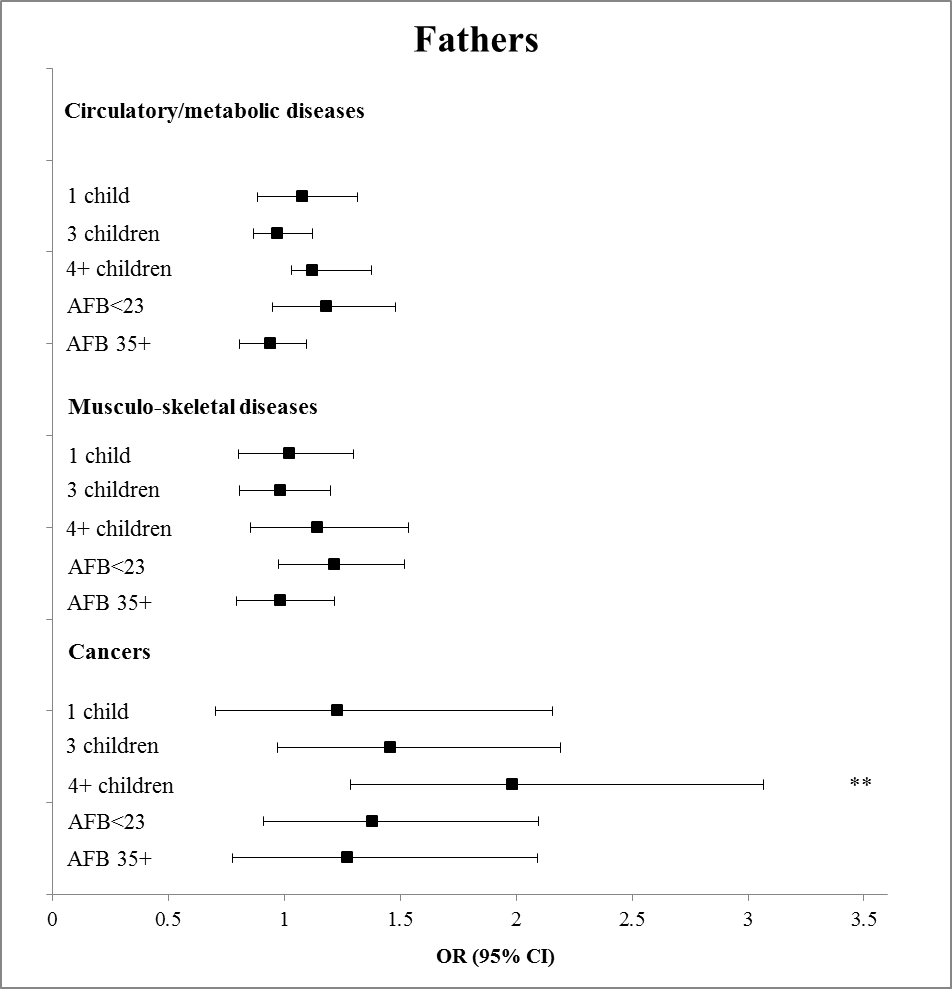 Fathers
Circulatory/metabolic diseases
1 child
3 children
4+ children
AFB<23
AFB 35+
Musculo-skeletal diseases
1 child
3 children
4+ children
AFB<23
AFB 35+
Cancers
1 child
3 children
4+ children **
AFB<23
AFB 35+
0 0.5 1 1.5 2 2.5 3 3.5
OR (95% CI)